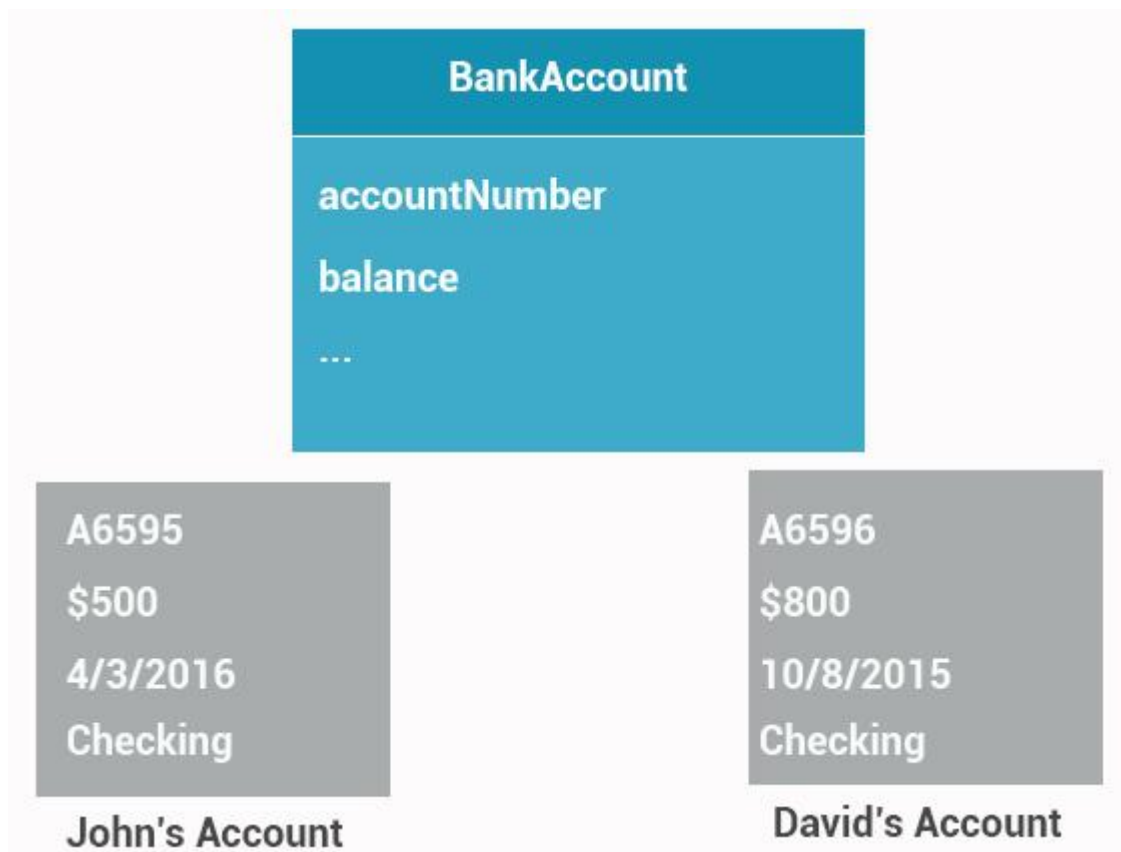 BankAccount
accountNumber
balance
...
A6595
$500
4/3/2016
Checking
John's Account
A6596
$800
10/8/2015
Checking
David's Account